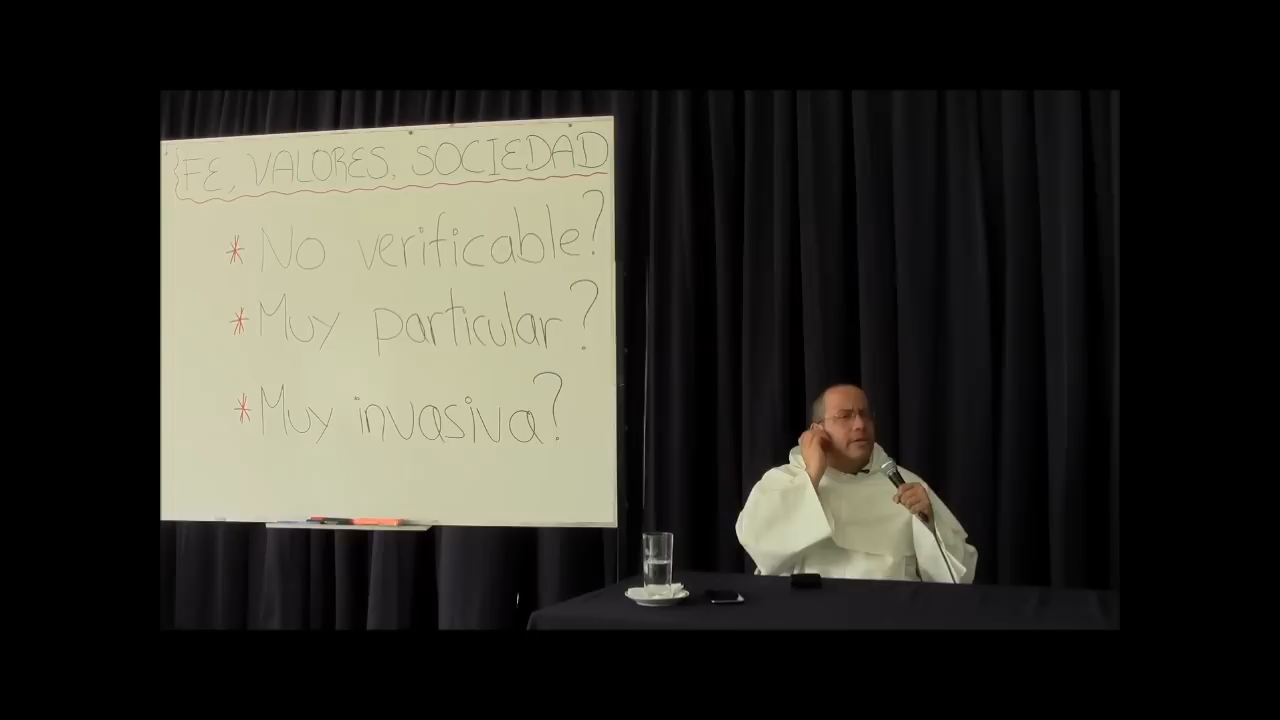 FE, VALORES, SOCIEDAD
* No verificable?
* Muy particular?
* Muy invasiva?